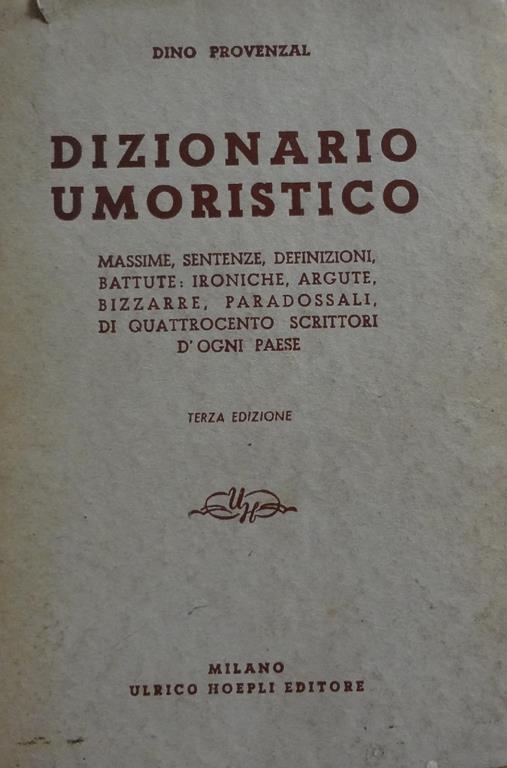 DINO PROVENZAL
DIZIONARIO
UMORISTICO
MASSIME, SENTENZE, DEFINIZIONI,
BATTUTE: IRONICHE, ARGUTE,
BIZZARRE, PARADOSSALI,
DI QUATTROCENTO SCRITTORI
D'OGNI PAESE
TERZA EDIZIONE
UH
MILANO
ULRICO HOEPLI EDITORE